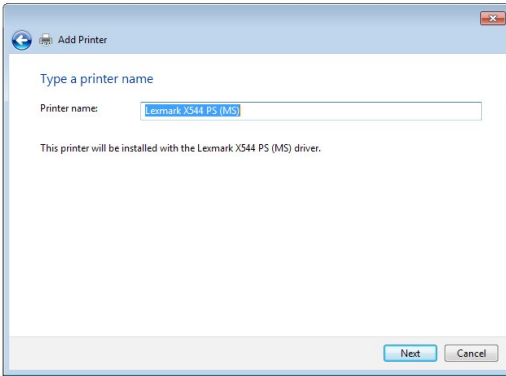 Add Printer
Type a printer name
Printer name: Lexmark X544 PS (MS)
This printer will be installed with the Lexmark X544 PS (MS) driver.
Next Cancel